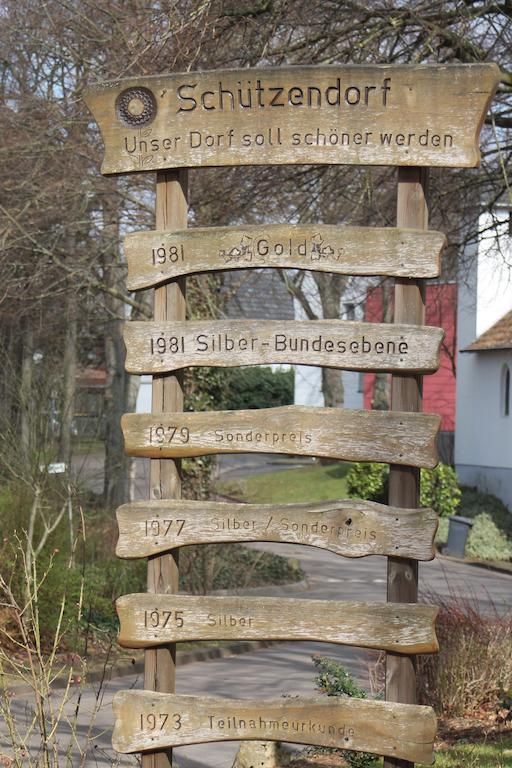 Schützendorf
Unser Dorf soll schöner werden
1981 Gold
1981 Silber-Bundesebene
1979 Sonderpreis
1977 Silber / Sonderpreis
1975 Silber
1973 Teilnahmeurkunde